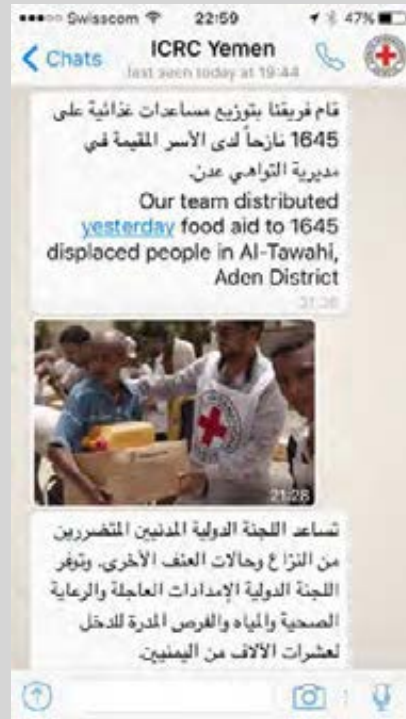 Swisscom 22:59 47%
Chats
ICRC Yemen
last seen today at 19:44
قام فريقنا بتوزيع مساعدات غذائية على
1645 نازحاً لدى الأسر المقيمة في
مديرية التواهي عدن.
Our team distributed
yesterday food aid to 1645
displaced people in Al-Tawahi,
Aden District
21:28
تساعد اللجنة الدولية المدنيين المتضررين
من النزاع وحالات العنف الأخرى. وتوفر
اللجنة الدولية الإمدادات العاجلة والرعاية
الصحية والمياه والفرص المدرة للدخل
لعشرات الآلاف من اليمنيين.